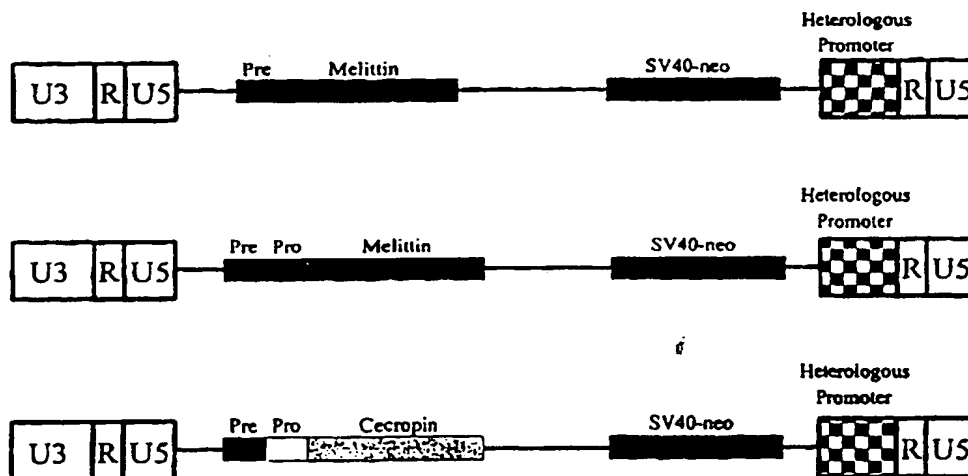 Heterologous
Promoter
Pre Melittin SV40-neo
U3 R U5 R U5
Heterologous
Promoter
Pre Pro Melittin SV40-neo
U3 R U5 R U5
Heterologous
Promoter
Pre Pro Cecropin SV40-neo
U3 R U5 R U5